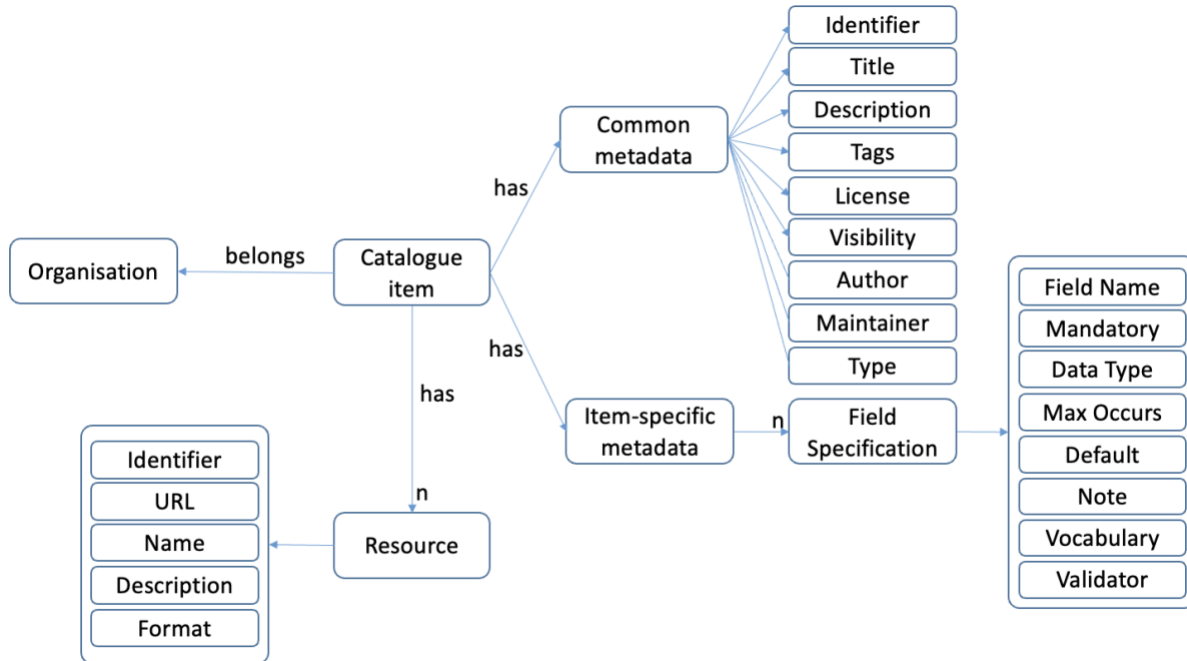 Identifier
Title
Description
Tags
License
Visibility
Author
Maintainer
Type
Common
metadata
has
belongs
Organisation
Catalogue
item
has
has
n
Item-specific
metadata
n
Field
Specification
Field Name
Mandatory
Data Type
Max Occurs
Default
Note
Vocabulary
Validator
Resource
Identifier
URL
Name
Description
Format